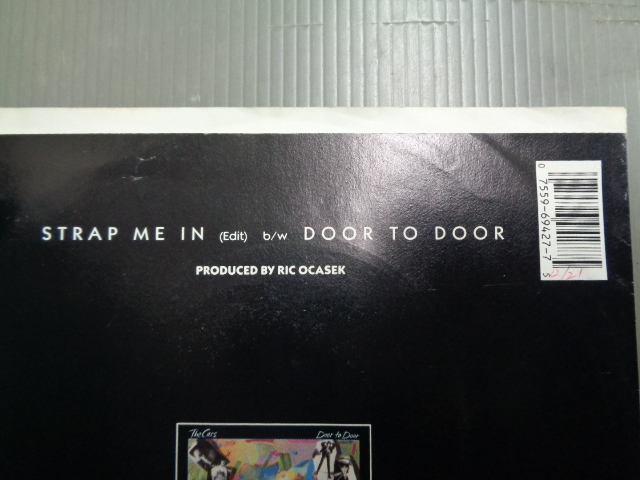 STRAP ME IN (Edit) b/w DOOR TO DOOR
PRODUCED BY RIC OCASEK
0 7559-69427-7 5
The Cars Door to Door